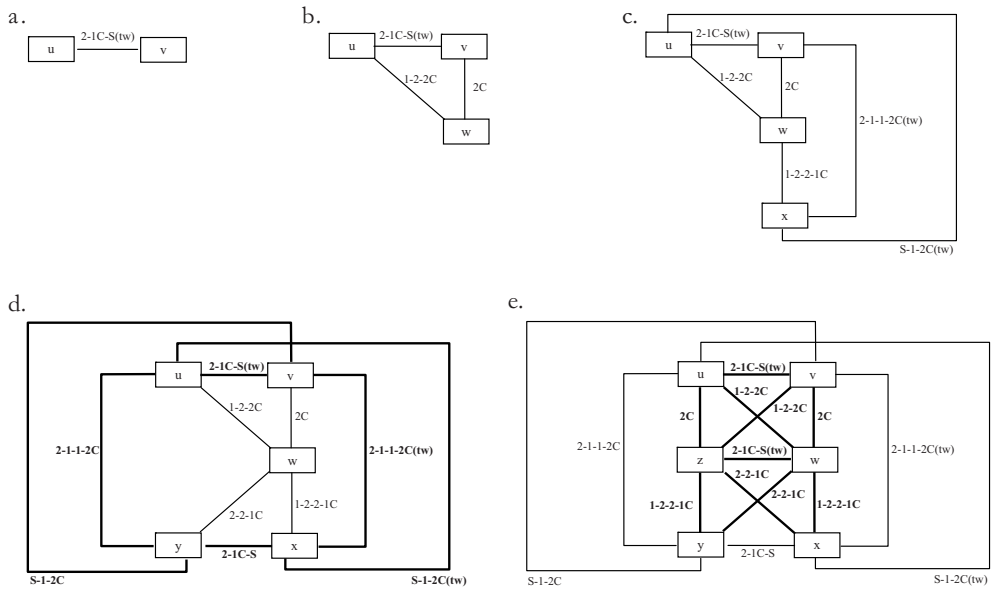 a.
u
2-1C-S(tw)
v
b.
u
2-1C-S(tw)
v
1-2-2C
2C
w
c.
u
2-1C-S(tw)
v
1-2-2C
2C
w
2-1-1-2C(tw)
1-2-2-1C
x
S-1-2C(tw)
d.
u
2-1C-S(tw)
v
1-2-2C
2C
2-1-1-2C
2-1-1-2C(tw)
w
1-2-2-1C
2-2-1C
y
2-1C-S
x
S-1-2C
S-1-2C(tw)
e.
u
2-1C-S(tw)
v
1-2-2C
1-2-2C
2C
2C
2-1-1-2C
2-1-1-2C(tw)
z
2-1C-S(tw)
w
2-2-1C
2-2-1C
1-2-2-1C
1-2-2-1C
y
2-1C-S
x
S-1-2C
S-1-2C(tw)